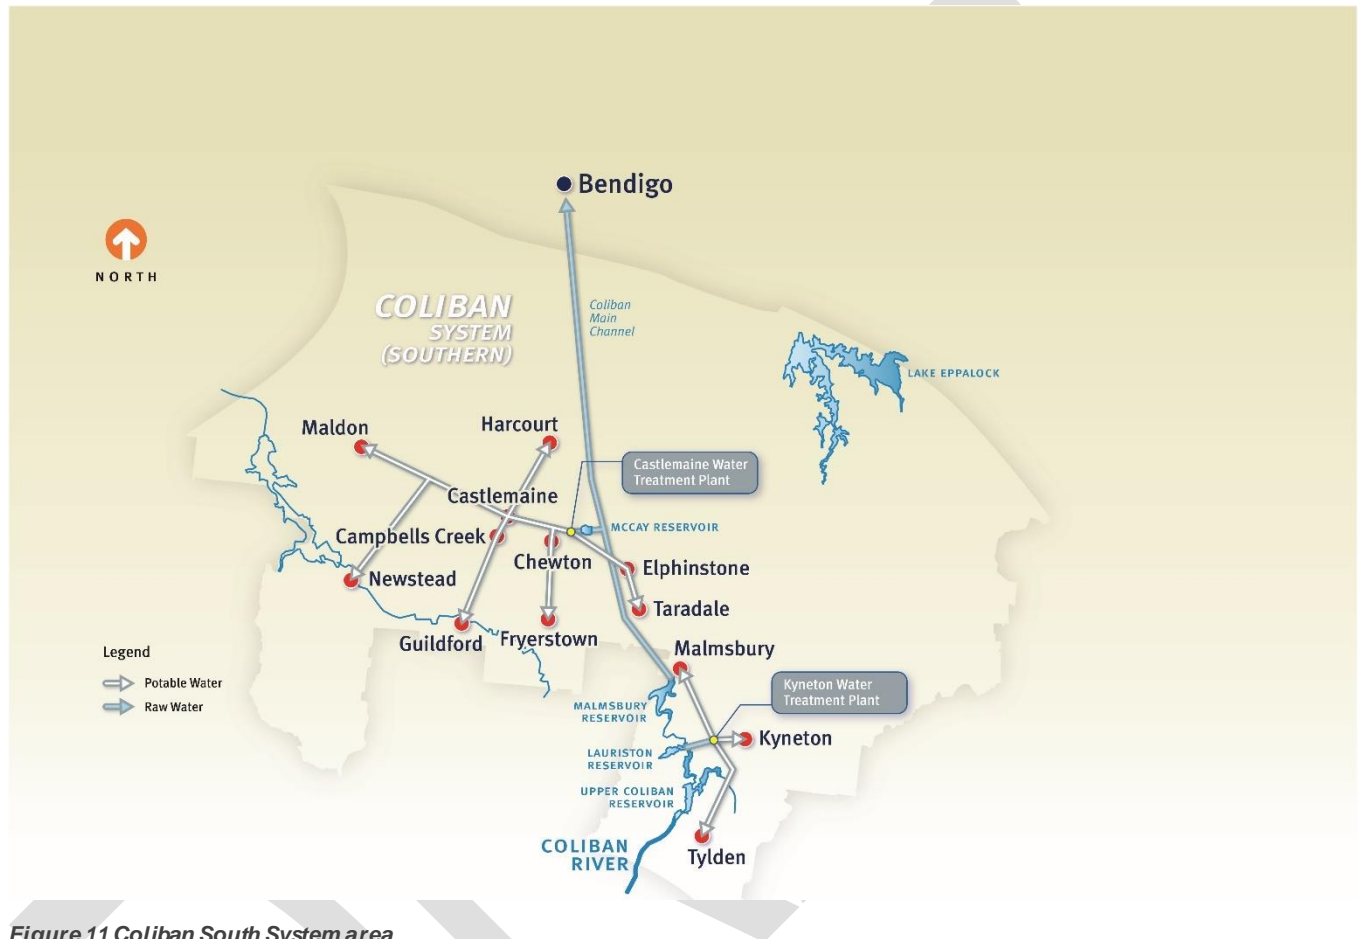 Bendigo
NORTH
COLIBAN
SYSTEM
(SOUTHERN)
Coliban
Main
Channel
LAKE EPPALOCK
Maldon
Harcourt
Castlemaine Water
Treatment Plant
Castlemaine
MCCAY RESERVOIR
Campbells Creek
Chewton
Elphinstone
Newstead
Taradale
Guildford
Fryerstown
Malmsbury
Legend
Potable Water
Raw Water
Kyneton Water
Treatment Plant
MALMSBURY
RESERVOIR
Kyneton
LAURISTON
RESERVOIR
UPPER COLIBAN
RESERVOIR
COLIBAN
RIVER
Tylden
Figure 11 Coliban South System area